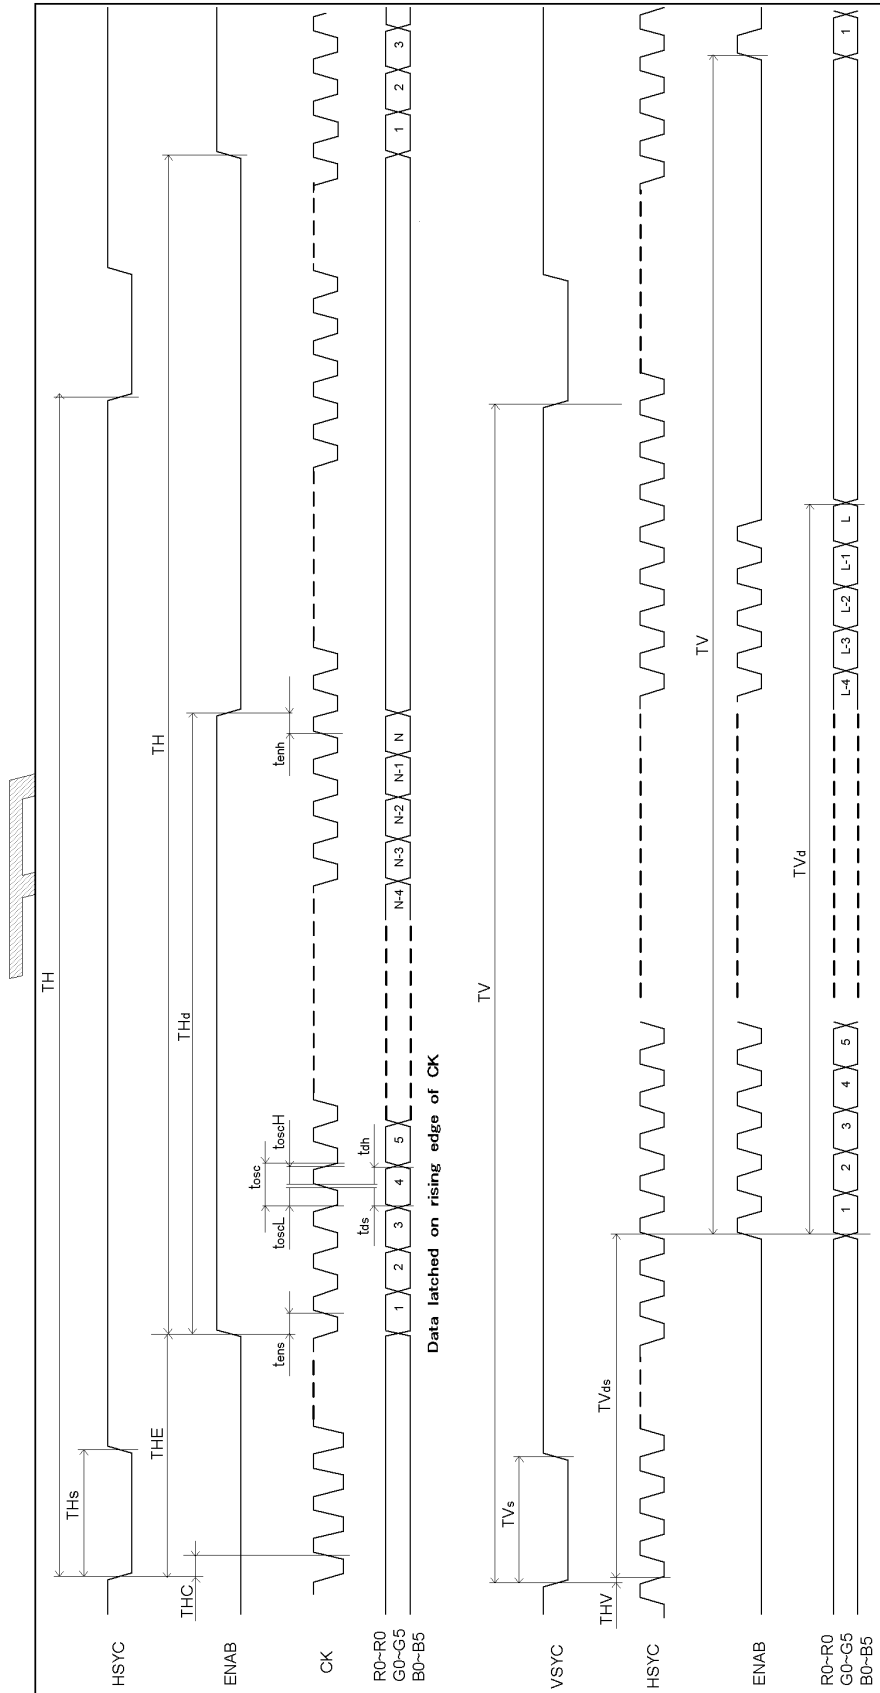 TH
THs
HSYC
TH
THE
THd
THC
ENAB
tens
tosc
toscL
toscH
tenh
CK
tds
tdh
R0~R0
G0~G5
B0~B5
1
2
3
4
5
N-4
N-3
N-2
N-1
N
1
2
3
Data latched on rising edge of CK
TV
TVs
VSYC
THV
TVds
HSYC
TV
ENAB
TVd
R0~R0
G0~G5
B0~B5
1
2
3
4
5
L-4
L-3
L-2
L-1
L
1